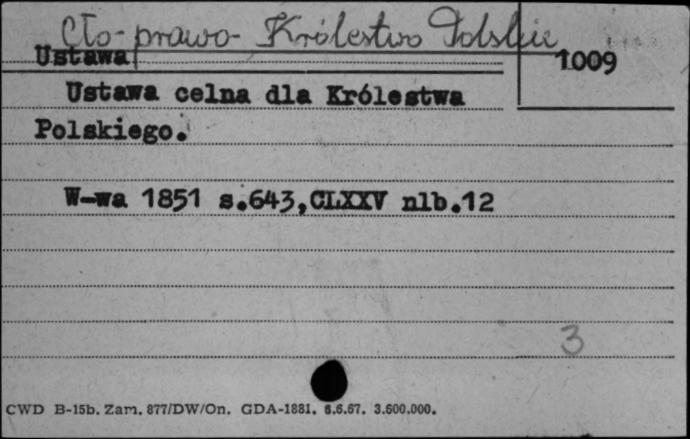 Cło-prawo-Królestwo Polskie
Ustawa
1009
Ustawa celna dla Królestwa
Polskiego.
W-wa 1851 s.643,CLXXV nlb.12
3
CWD B-15b. Zam. 877/DW/On. GDA-1881. 6.6.67. 3.600.000.